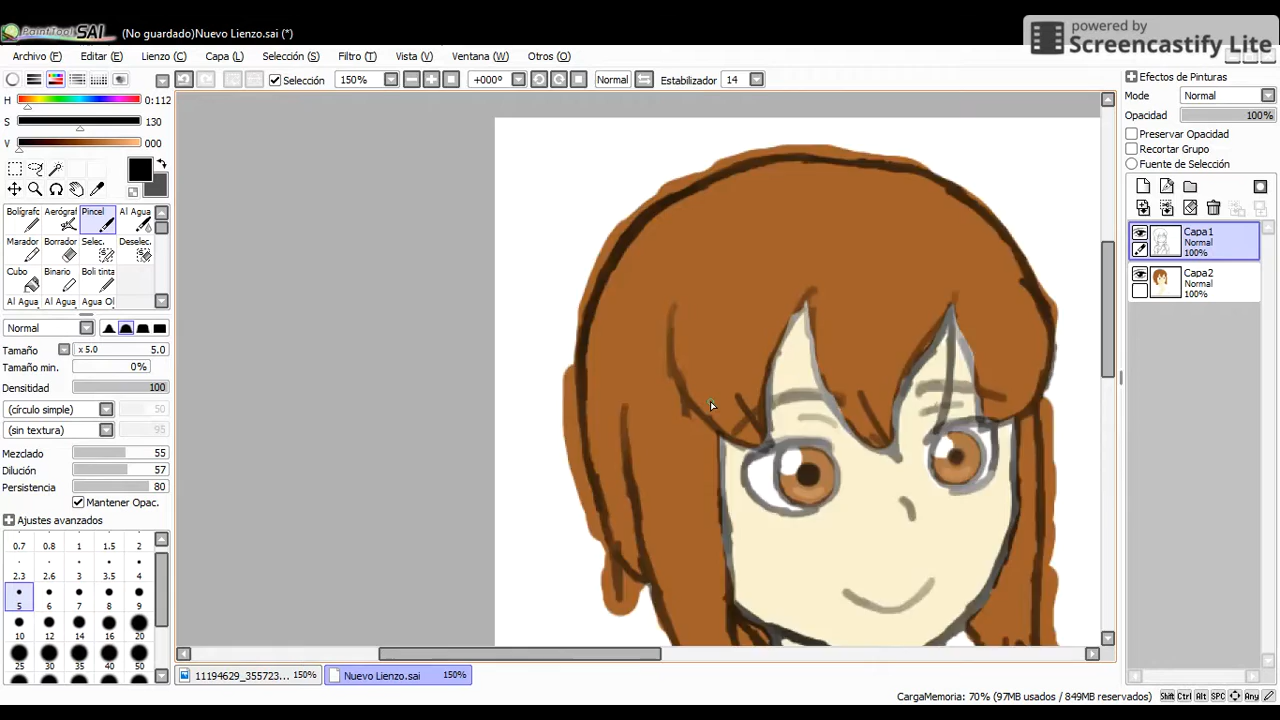 powered by
Screencastify Lite
PaintTool SAI (No guardado)Nuevo Lienzo.sai (*)
Archivo (F) Editar (E) Lienzo (C) Capa (L) Selección (S) Filtro (T) Vista (V) Ventana (W) Otros (O)
Selección 150% +000º Normal Estabilizador 14
H 0:112
S 130
V 000
Bolígrafc Aerógraf Pincel Al Agua
Marador Borrador Selec. Deselec.
Cubo Binario Boli tinta
Al Agua Al Agua Agua Ol
Normal
Tamaño x 5.0 5.0
Tamaño min. 0%
Densidad 100
(círculo simple) 50
(sin textura) 95
Mezclado 55
Dilución 57
Persistencia 80
Mantener Opac.
Ajustes avanzados
0.7 0.8 1 1.5 2
2.3 2.6 3 3.5 4
5 6 7 8 9
10 12 14 16 20
25 30 35 40 50
Efectos de Pinturas
Mode Normal
Opacidad 100%
Preservar Opacidad
Recortar Grupo
Fuente de Selección
Capa1
Normal
100%
Capa2
Normal
100%
11194629_355723... 150% Nuevo Lienzo.sai 150%
CargaMemoria: 70% (97MB usados / 849MB reservados) Shift Ctrl Alt SPC Any